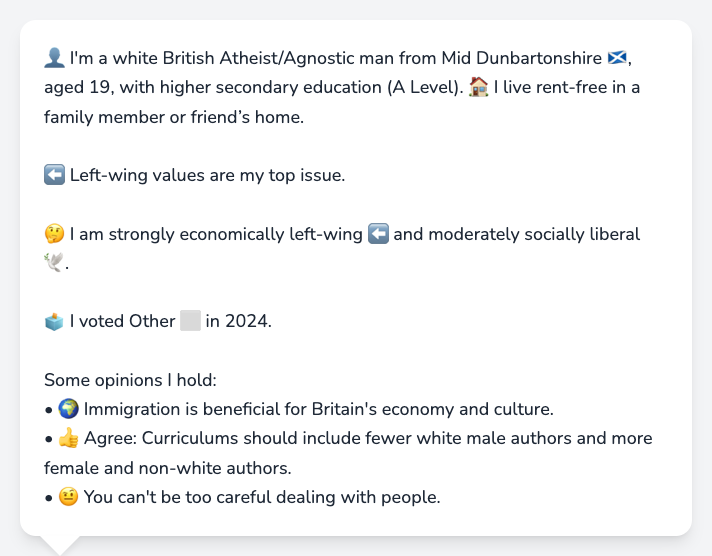 👤 I'm a white British Atheist/Agnostic man from Mid Dunbartonshire 🏴󠁧󠁢󠁳󠁣󠁴󠁿,
aged 19, with higher secondary education (A Level). 🏠 I live rent-free in a
family member or friend’s home.
⬅️ Left-wing values are my top issue.
🤔 I am strongly economically left-wing ⬅️ and moderately socially liberal
🕊️.
🗳️ I voted Other ⬜ in 2024.
Some opinions I hold:
• 🌍 Immigration is beneficial for Britain's economy and culture.
• 👍 Agree: Curriculums should include fewer white male authors and more
female and non-white authors.
• 🤨 You can't be too careful dealing with people.